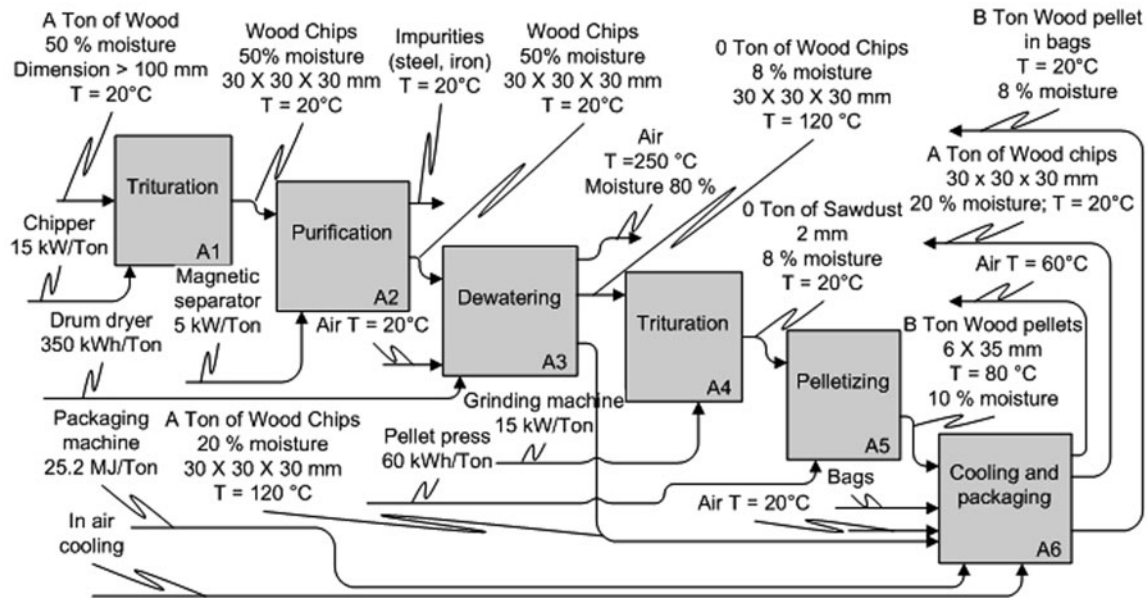 A Ton of Wood
50 % moisture
Dimension > 100 mm
T = 20°C
Wood Chips
50% moisture
30 X 30 X 30 mm
T = 20°C
Impurities
(steel, iron)
T = 20°C
Wood Chips
50% moisture
30 X 30 X 30 mm
T = 20°C
0 Ton of Wood Chips
8 % moisture
30 X 30 X 30 mm
T = 120 °C
B Ton Wood pellet
in bags
T = 20°C
8 % moisture
Trituration
A1
Chipper
15 kW/Ton
Purification
A2
Magnetic
separator
5 kW/Ton
Air
T =250 °C
Moisture 80 %
A Ton of Wood chips
30 x 30 x 30 mm
20 % moisture; T = 20°C
0 Ton of Sawdust
2 mm
8 % moisture
T = 20°C
Air T = 60°C
Drum dryer
350 kWh/Ton
Air T = 20°C
Dewatering
A3
Trituration
A4
Pelletizing
A5
B Ton Wood pellets
6 X 35 mm
T = 80 °C
10 % moisture
Grinding machine
15 kW/Ton
Packaging
machine
25.2 MJ/Ton
A Ton of Wood Chips
20 % moisture
30 X 30 X 30 mm
T = 120°C
Pellet press
60 kWh/Ton
Bags
Air T = 20°C
Cooling and
packaging
A6
In air
cooling